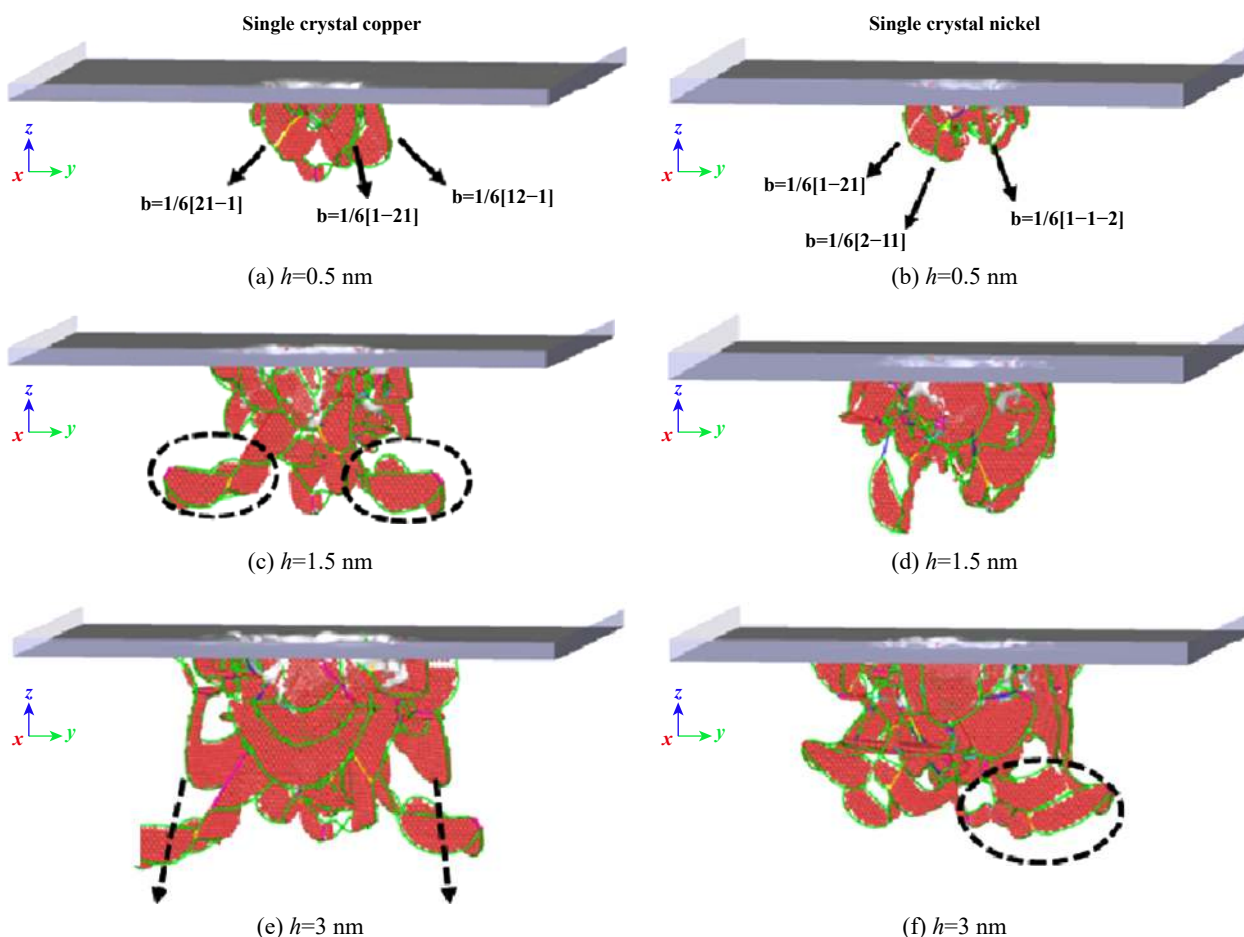 Single crystal copper
Single crystal nickel
z
x
y
b=1/6[21−1]
b=1/6[1−21]
b=1/6[12−1]
(a) h=0.5 nm
z
x
y
b=1/6[1−21]
b=1/6[2−11]
b=1/6[1−1−2]
(b) h=0.5 nm
z
x
y
(c) h=1.5 nm
z
x
y
(d) h=1.5 nm
z
x
y
(e) h=3 nm
z
x
y
(f) h=3 nm